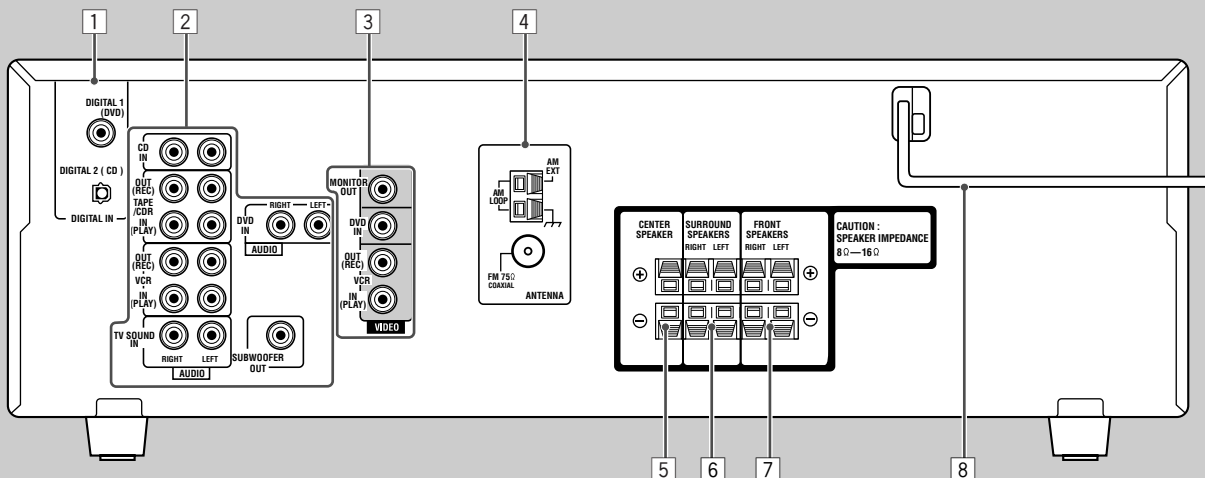 1
2
3
4
DIGITAL 1
(DVD)
DIGITAL 2 ( CD )
DIGITAL IN
CD
IN
OUT
(REC)
TAPE
/CDR
IN
(PLAY)
OUT
(REC)
VCR
IN
(PLAY)
TV SOUND
IN
RIGHT LEFT
AUDIO
RIGHT LEFT
DVD
IN
AUDIO
SUBWOOFER
OUT
MONITOR
OUT
DVD
IN
OUT
(REC)
VCR
IN
(PLAY)
VIDEO
AM
EXT
AM
LOOP
FM 75Ω
COAXIAL
ANTENNA
CENTER
SPEAKER
SURROUND
SPEAKERS
RIGHT LEFT
FRONT
SPEAKERS
RIGHT LEFT
CAUTION :
SPEAKER IMPEDANCE
8Ω—16Ω
+ +
− −
5
6
7
8